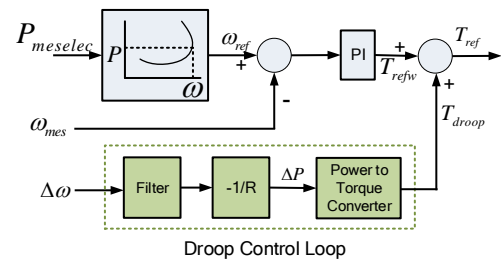 P_meselec
P
ω
ω_ref
+
-
PI
+
T_refw
T_ref
+
T_droop
ω_mes
Δω
Filter
-1/R
ΔP
Power to
Torque
Converter
Droop Control Loop